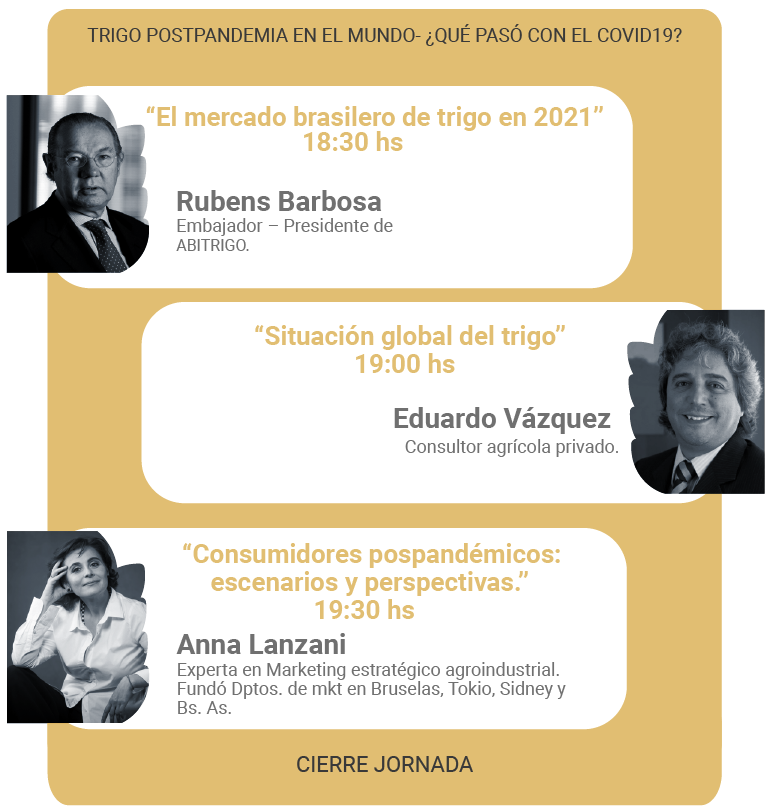 TRIGO POSTPANDEMIA EN EL MUNDO- ¿QUÉ PASÓ CON EL COVID19?
“El mercado brasilero de trigo en 2021”
18:30 hs
Rubens Barbosa
Embajador – Presidente de
ABITRIGO.
“Situación global del trigo”
19:00 hs
Eduardo Vázquez
Consultor agrícola privado.
“Consumidores pospandémicos:
escenarios y perspectivas.”
19:30 hs
Anna Lanzani
Experta en Marketing estratégico agroindustrial.
Fundó Dptos. de mkt en Bruselas, Tokio, Sidney y
Bs. As.
CIERRE JORNADA